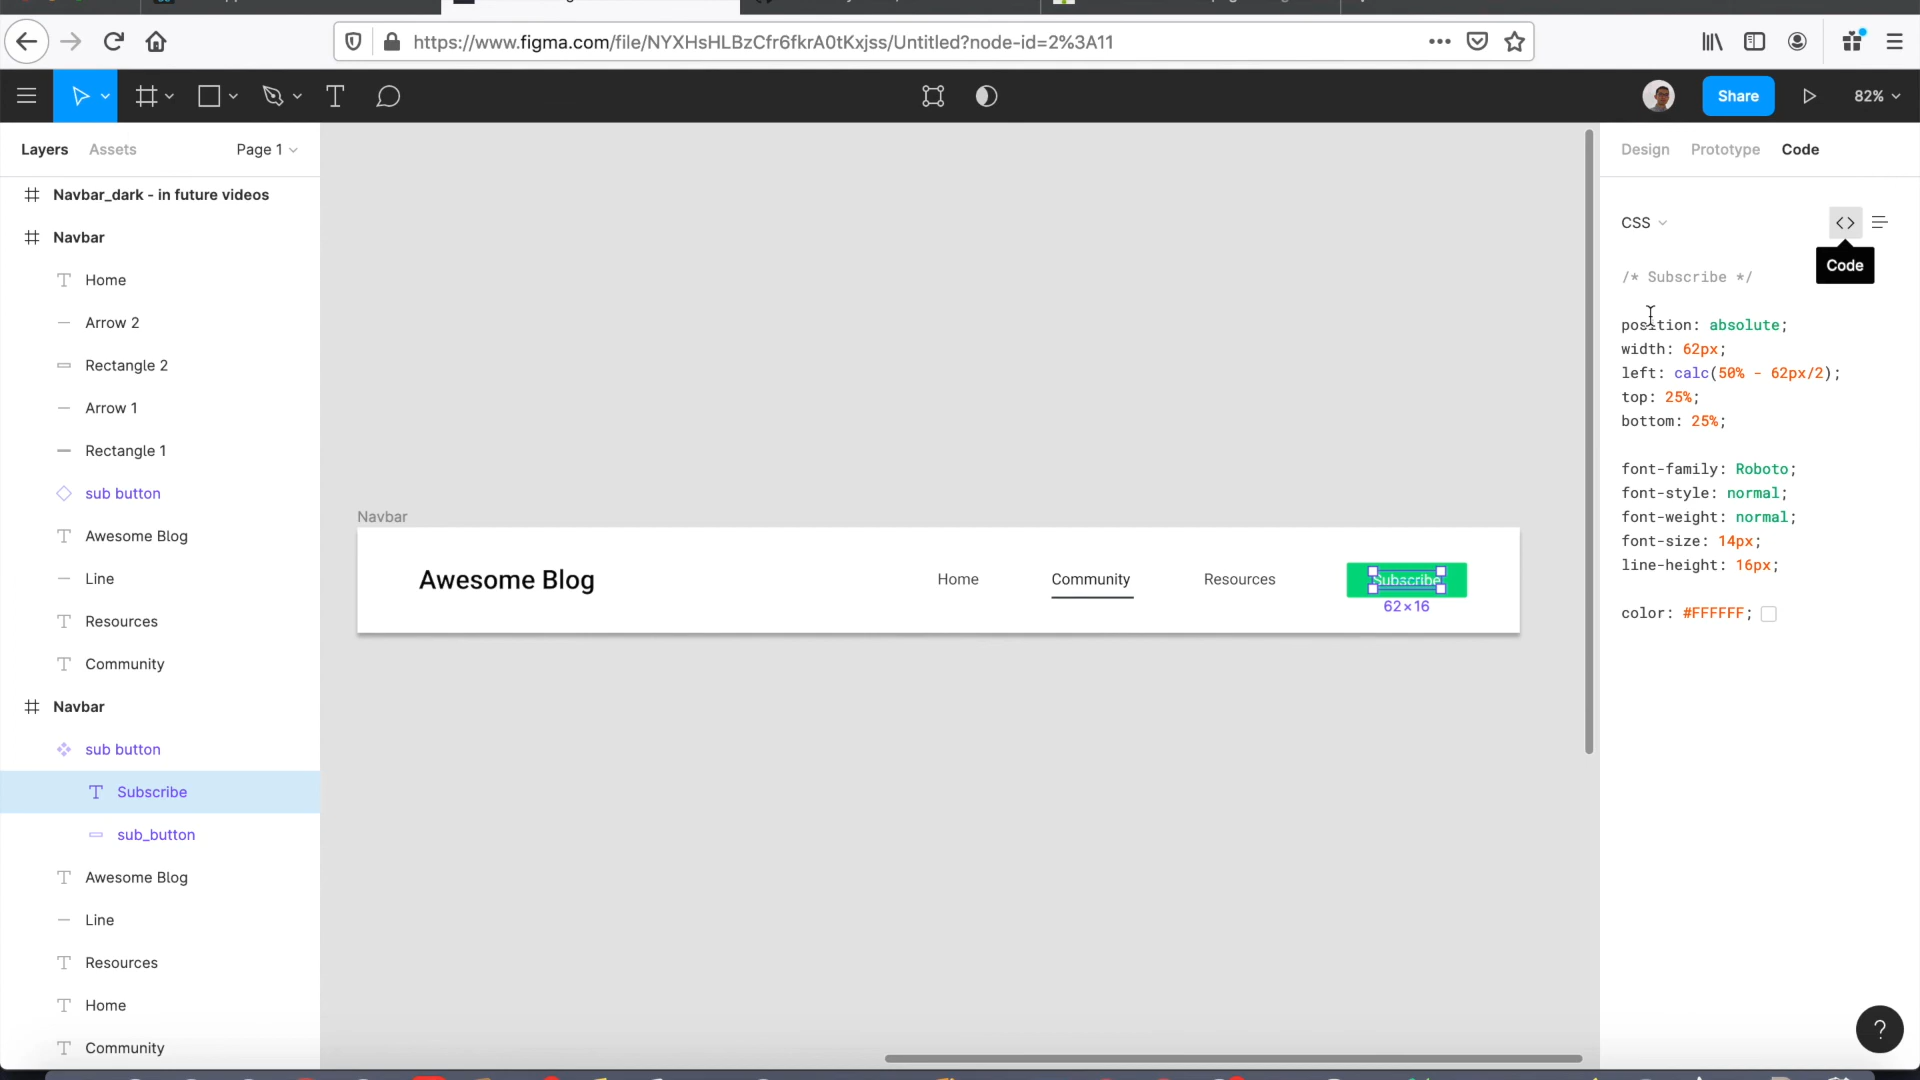 https://www.figma.com/file/NYXHsHLBzCfr6fkrA0tKxjss/Untitled?node-id=2%3A11
Share
82%
Layers
Assets
Page 1
Design
Prototype
Code
Navbar_dark - in future videos
Navbar
Home
Arrow 2
Rectangle 2
Arrow 1
Rectangle 1
sub button
Awesome Blog
Line
Resources
Community
Navbar
sub button
Subscribe
sub_button
Awesome Blog
Line
Resources
Home
Community
Navbar
Awesome Blog
Home
Community
Resources
Subscribe
62×16
CSS
Code
/* Subscribe */
position: absolute;
width: 62px;
left: calc(50% - 62px/2);
top: 25%;
bottom: 25%;
font-family: Roboto;
font-style: normal;
font-weight: normal;
font-size: 14px;
line-height: 16px;
color: #FFFFFF;
?